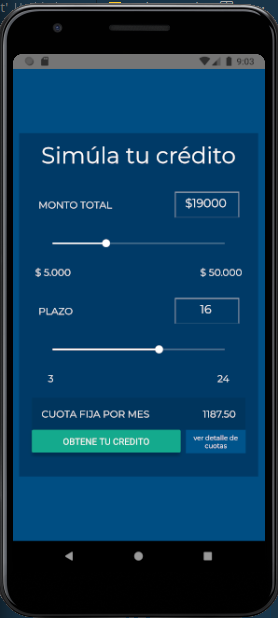 9:03
Simúla tu crédito
MONTO TOTAL
$19000
$ 5.000
$ 50.000
PLAZO
16
3
24
CUOTA FIJA POR MES
1187.50
OBTENE TU CREDITO
ver detalle de
cuotas